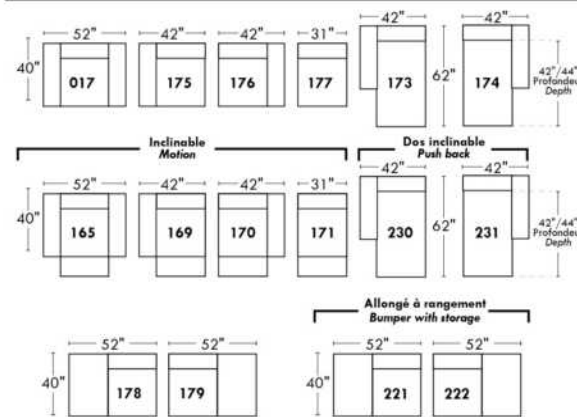 52" 42" 42" 31" 42" 42"
40" 017 175 176 177 173 62" 174 42"/44"
Profondeur
Depth
Inclinable Dos inclinable
Motion Push back
52" 42" 42" 31" 42" 42"
40" 165 169 170 171 230 62" 231 42"/44"
Profondeur
Depth
Allongé à rangement
Bumper with storage
52" 52" 52" 52"
40" 178 179 40" 221 222